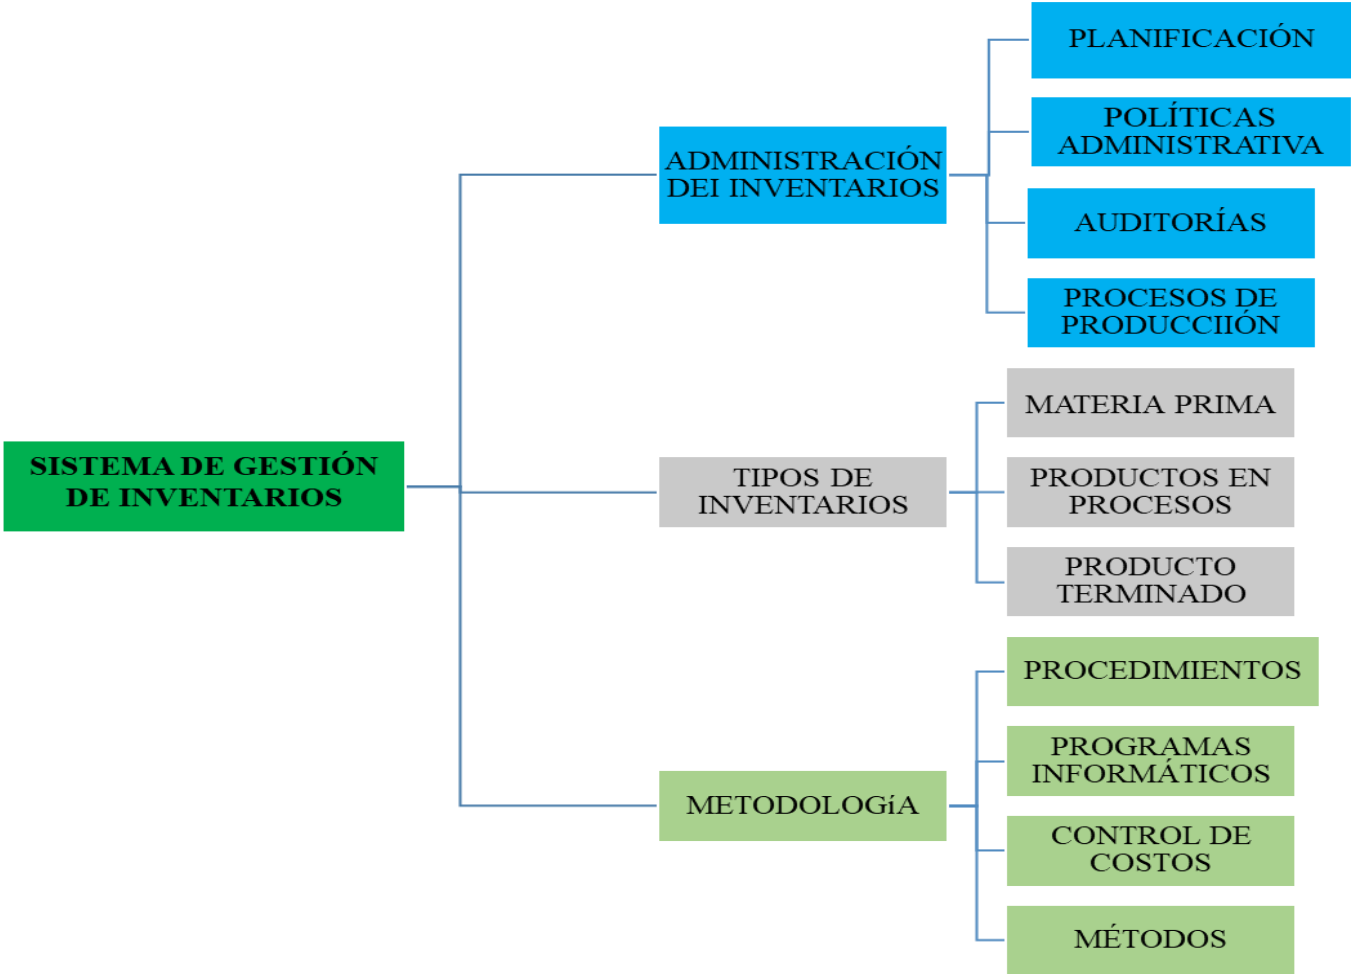 PLANIFICACIÓN
POLÍTICAS
ADMINISTRATIVA
ADMINISTRACIÓN
DEI INVENTARIOS
AUDITORÍAS
PROCESOS DE
PRODUCCIIÓN
MATERIA PRIMA
SISTEMA DE GESTIÓN
DE INVENTARIOS
TIPOS DE
INVENTARIOS
PRODUCTOS EN
PROCESOS
PRODUCTO
TERMINADO
PROCEDIMIENTOS
PROGRAMAS
INFORMÁTICOS
METODOLOGíA
CONTROL DE
COSTOS
MÉTODOS